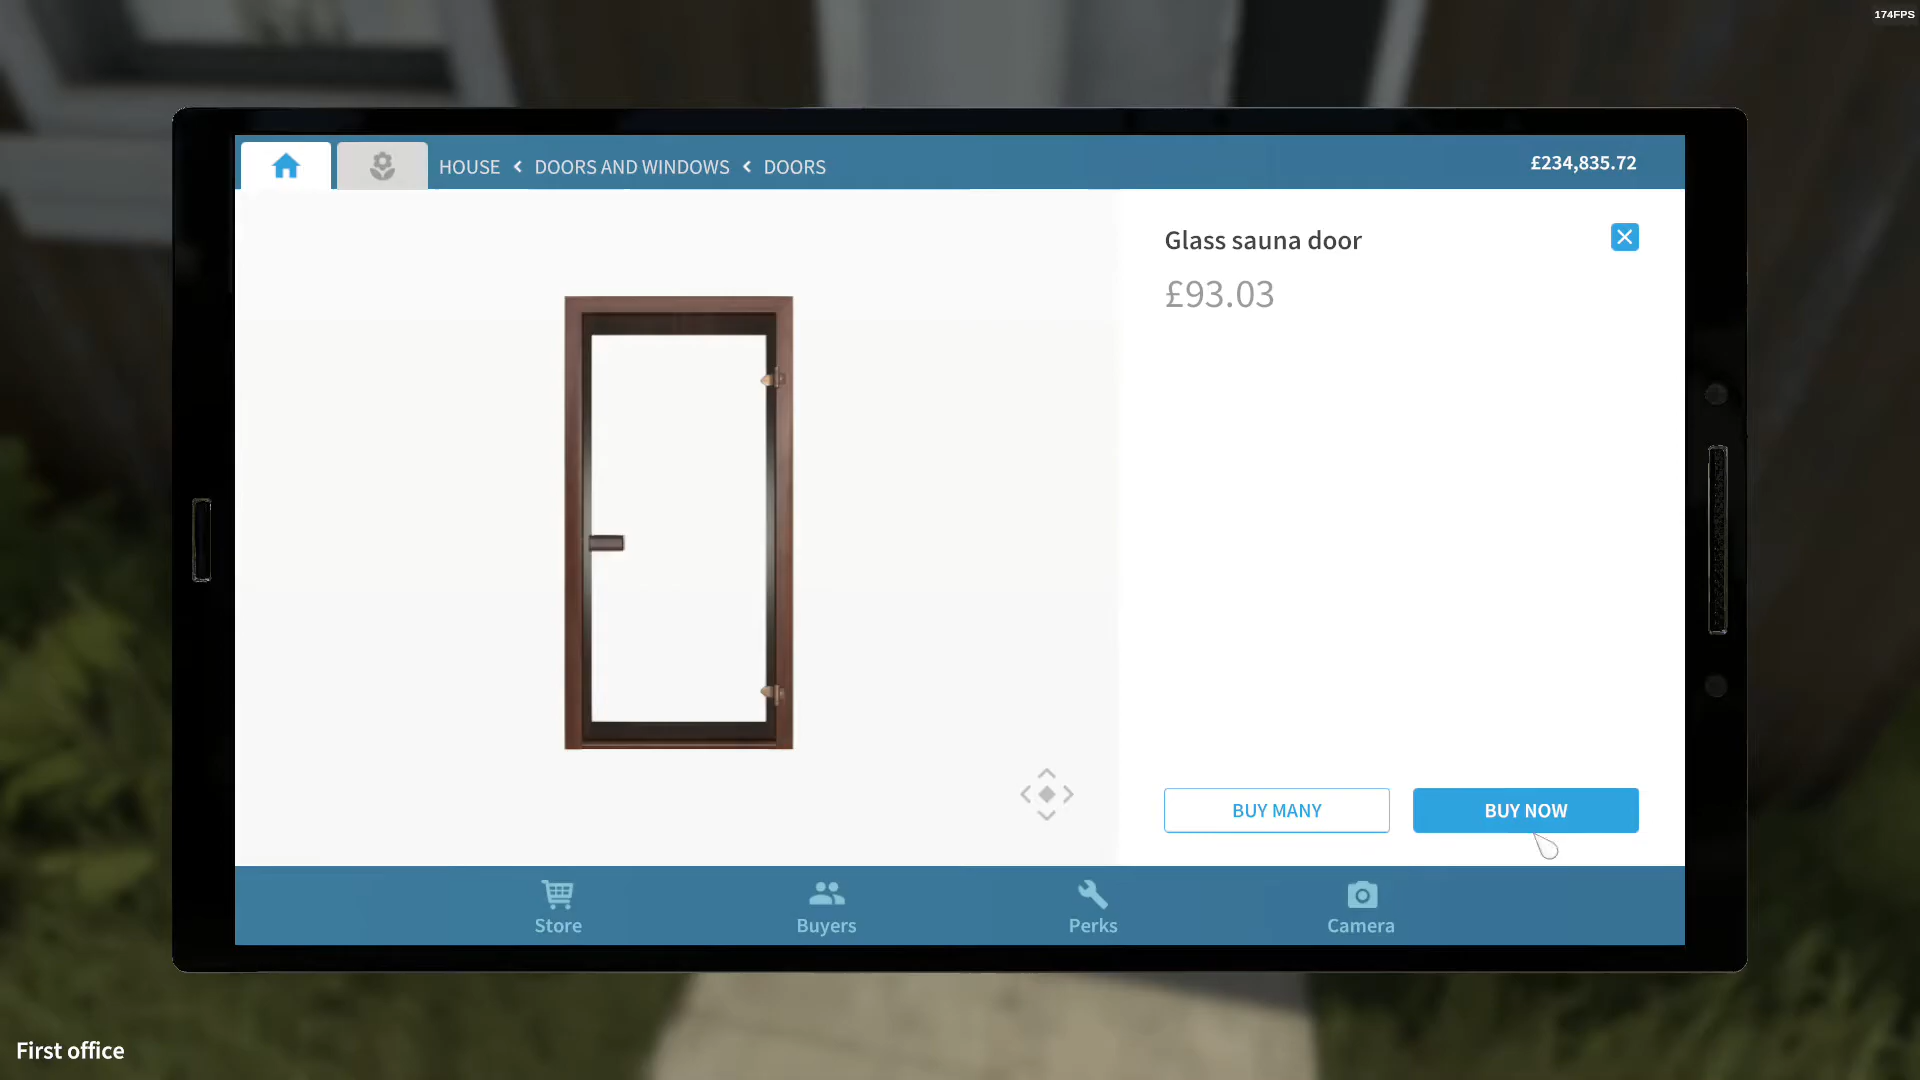 174FPS
HOUSE < DOORS AND WINDOWS < DOORS
£234,835.72
Glass sauna door
£93.03
BUY MANY
BUY NOW
Store
Buyers
Perks
Camera
First office